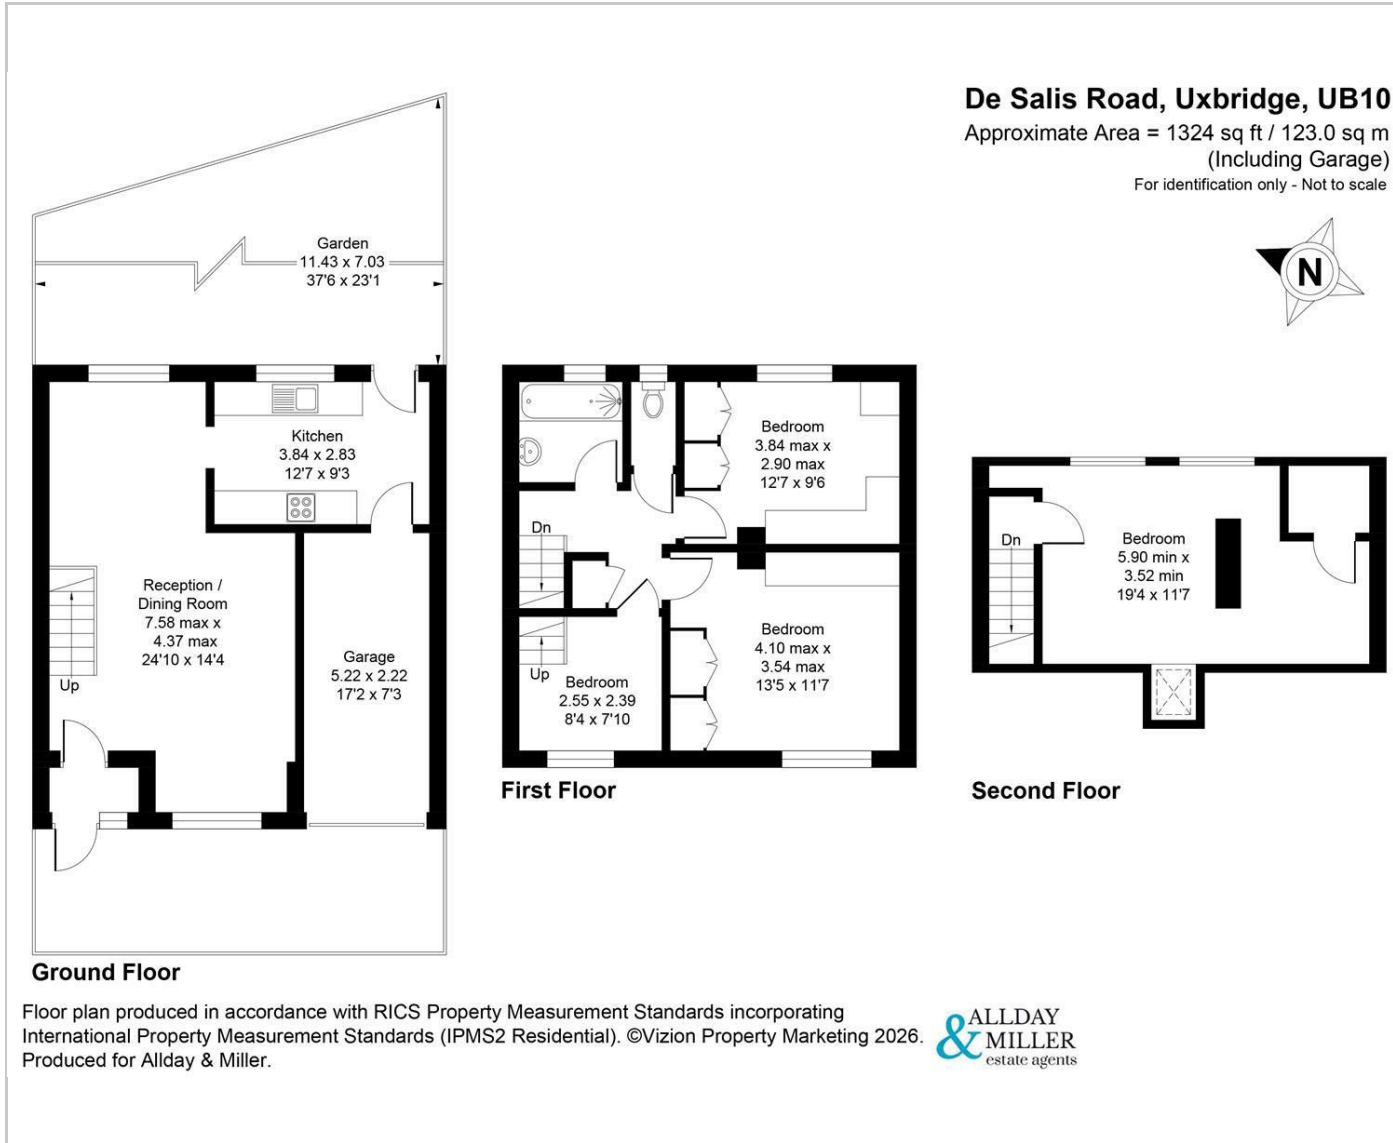 De Salis Road, Uxbridge, UB10
Approximate Area = 1324 sq ft / 123.0 sq m
(Including Garage)
For identification only - Not to scale
N
Garden
11.43 x 7.03
37'6 x 23'1
Kitchen
3.84 x 2.83
12'7 x 9'3
Reception /
Dining Room
7.58 max x
4.37 max
24'10 x 14'4
Up
Garage
5.22 x 2.22
17'2 x 7'3
Ground Floor
Bedroom
3.84 max x
2.90 max
12'7 x 9'6
Dn
Bedroom
4.10 max x
3.54 max
13'5 x 11'7
Up
Bedroom
2.55 x 2.39
8'4 x 7'10
First Floor
Dn
Bedroom
5.90 min x
3.52 min
19'4 x 11'7
Second Floor
Floor plan produced in accordance with RICS Property Measurement Standards incorporating
International Property Measurement Standards (IPMS2 Residential). ©Vizion Property Marketing 2026.
Produced for Allday & Miller.
ALLDAY
& MILLER
estate agents